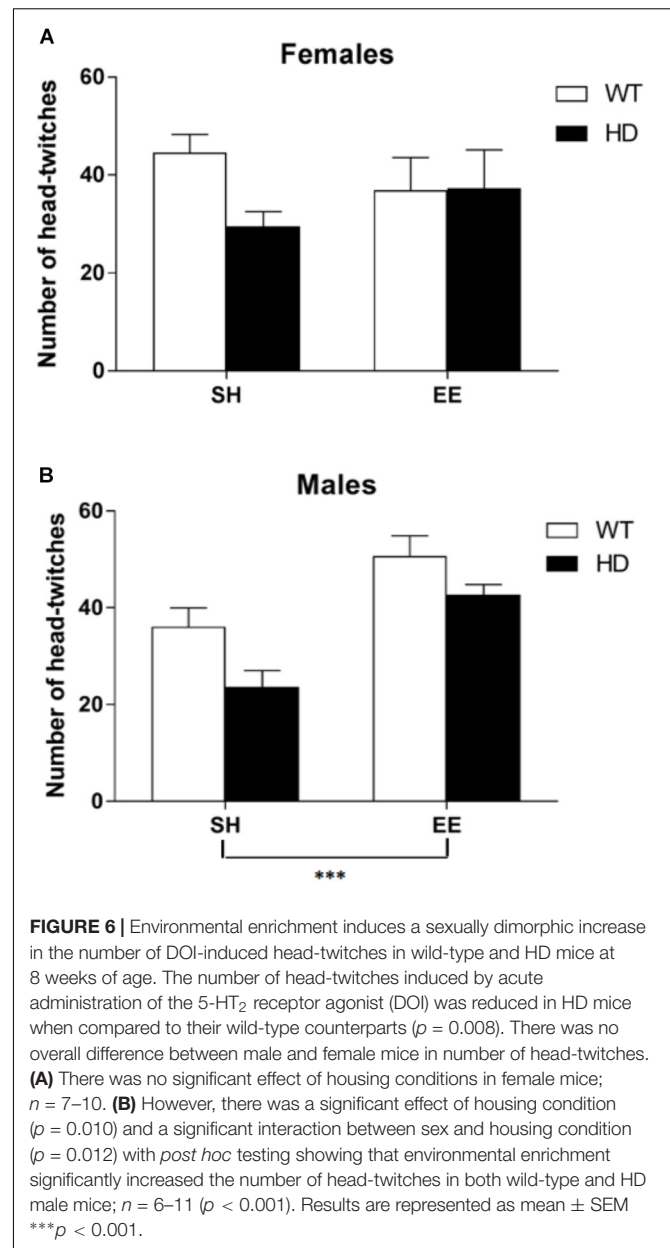 A
Females
60
40
20
0
Number of head-twitches
WT
HD
SH
EE
B
Males
60
40
20
0
Number of head-twitches
WT
HD
SH
EE
***
FIGURE 6 | Environmental enrichment induces a sexually dimorphic increase
in the number of DOI-induced head-twitches in wild-type and HD mice at
8 weeks of age. The number of head-twitches induced by acute
administration of the 5-HT₂ receptor agonist (DOI) was reduced in HD mice
when compared to their wild-type counterparts (p = 0.008). There was no
overall difference between male and female mice in number of head-twitches.
(A) There was no significant effect of housing conditions in female mice;
n = 7–10. (B) However, there was a significant effect of housing condition
(p = 0.010) and a significant interaction between sex and housing condition
(p = 0.012) with post hoc testing showing that environmental enrichment
significantly increased the number of head-twitches in both wild-type and HD
male mice; n = 6–11 (p < 0.001). Results are represented as mean ± SEM
***p < 0.001.